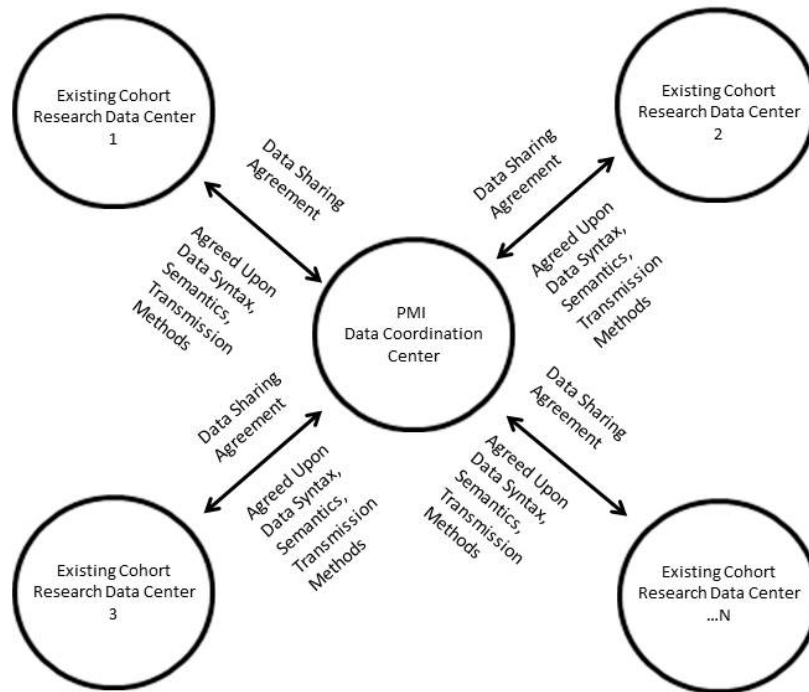 Existing Cohort
Research Data Center
1
Existing Cohort
Research Data Center
2
Data Sharing
Agreement
Agreed Upon
Data Syntax,
Semantics,
Transmission
Methods
Data Sharing
Agreement
Agreed Upon
Data Syntax,
Semantics,
Transmission
Methods
PMI
Data Coordination
Center
Data Sharing
Agreement
Agreed Upon
Data Syntax,
Semantics,
Transmission
Methods
Data Sharing
Agreement
Agreed Upon
Data Syntax,
Semantics,
Transmission
Methods
Existing Cohort
Research Data Center
3
Existing Cohort
Research Data Center
...N